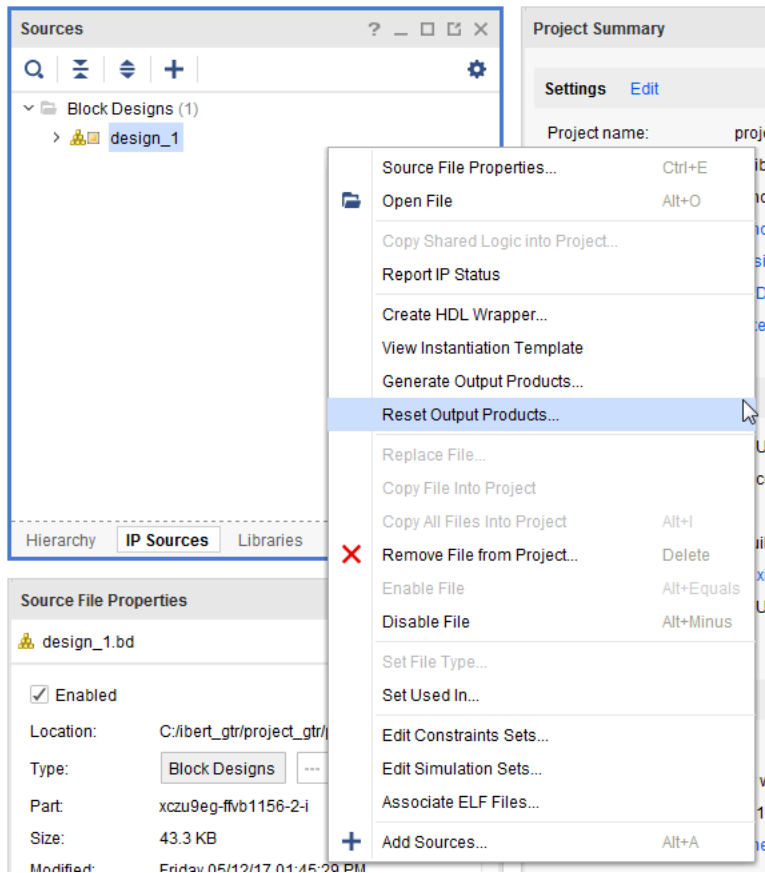 Sources
Block Designs (1)
design_1
Hierarchy IP Sources Libraries
Source File Properties
design_1.bd
Enabled
Location: C:/ibert_gtr/project_gtr/
Type: Block Designs
Part: xczu9eg-ffvb1156-2-i
Size: 43.3 KB
Modified: Friday 05/12/17 01:45:29 PM
Project Summary
Settings Edit
Project name:
Source File Properties... Ctrl+E
Open File Alt+O
Copy Shared Logic into Project...
Report IP Status
Create HDL Wrapper...
View Instantiation Template
Generate Output Products...
Reset Output Products...
Replace File...
Copy File Into Project
Copy All Files Into Project Alt+I
Remove File from Project... Delete
Enable File Alt+Equals
Disable File Alt+Minus
Set File Type...
Set Used In...
Edit Constraints Sets...
Edit Simulation Sets...
Associate ELF Files...
Add Sources... Alt+A